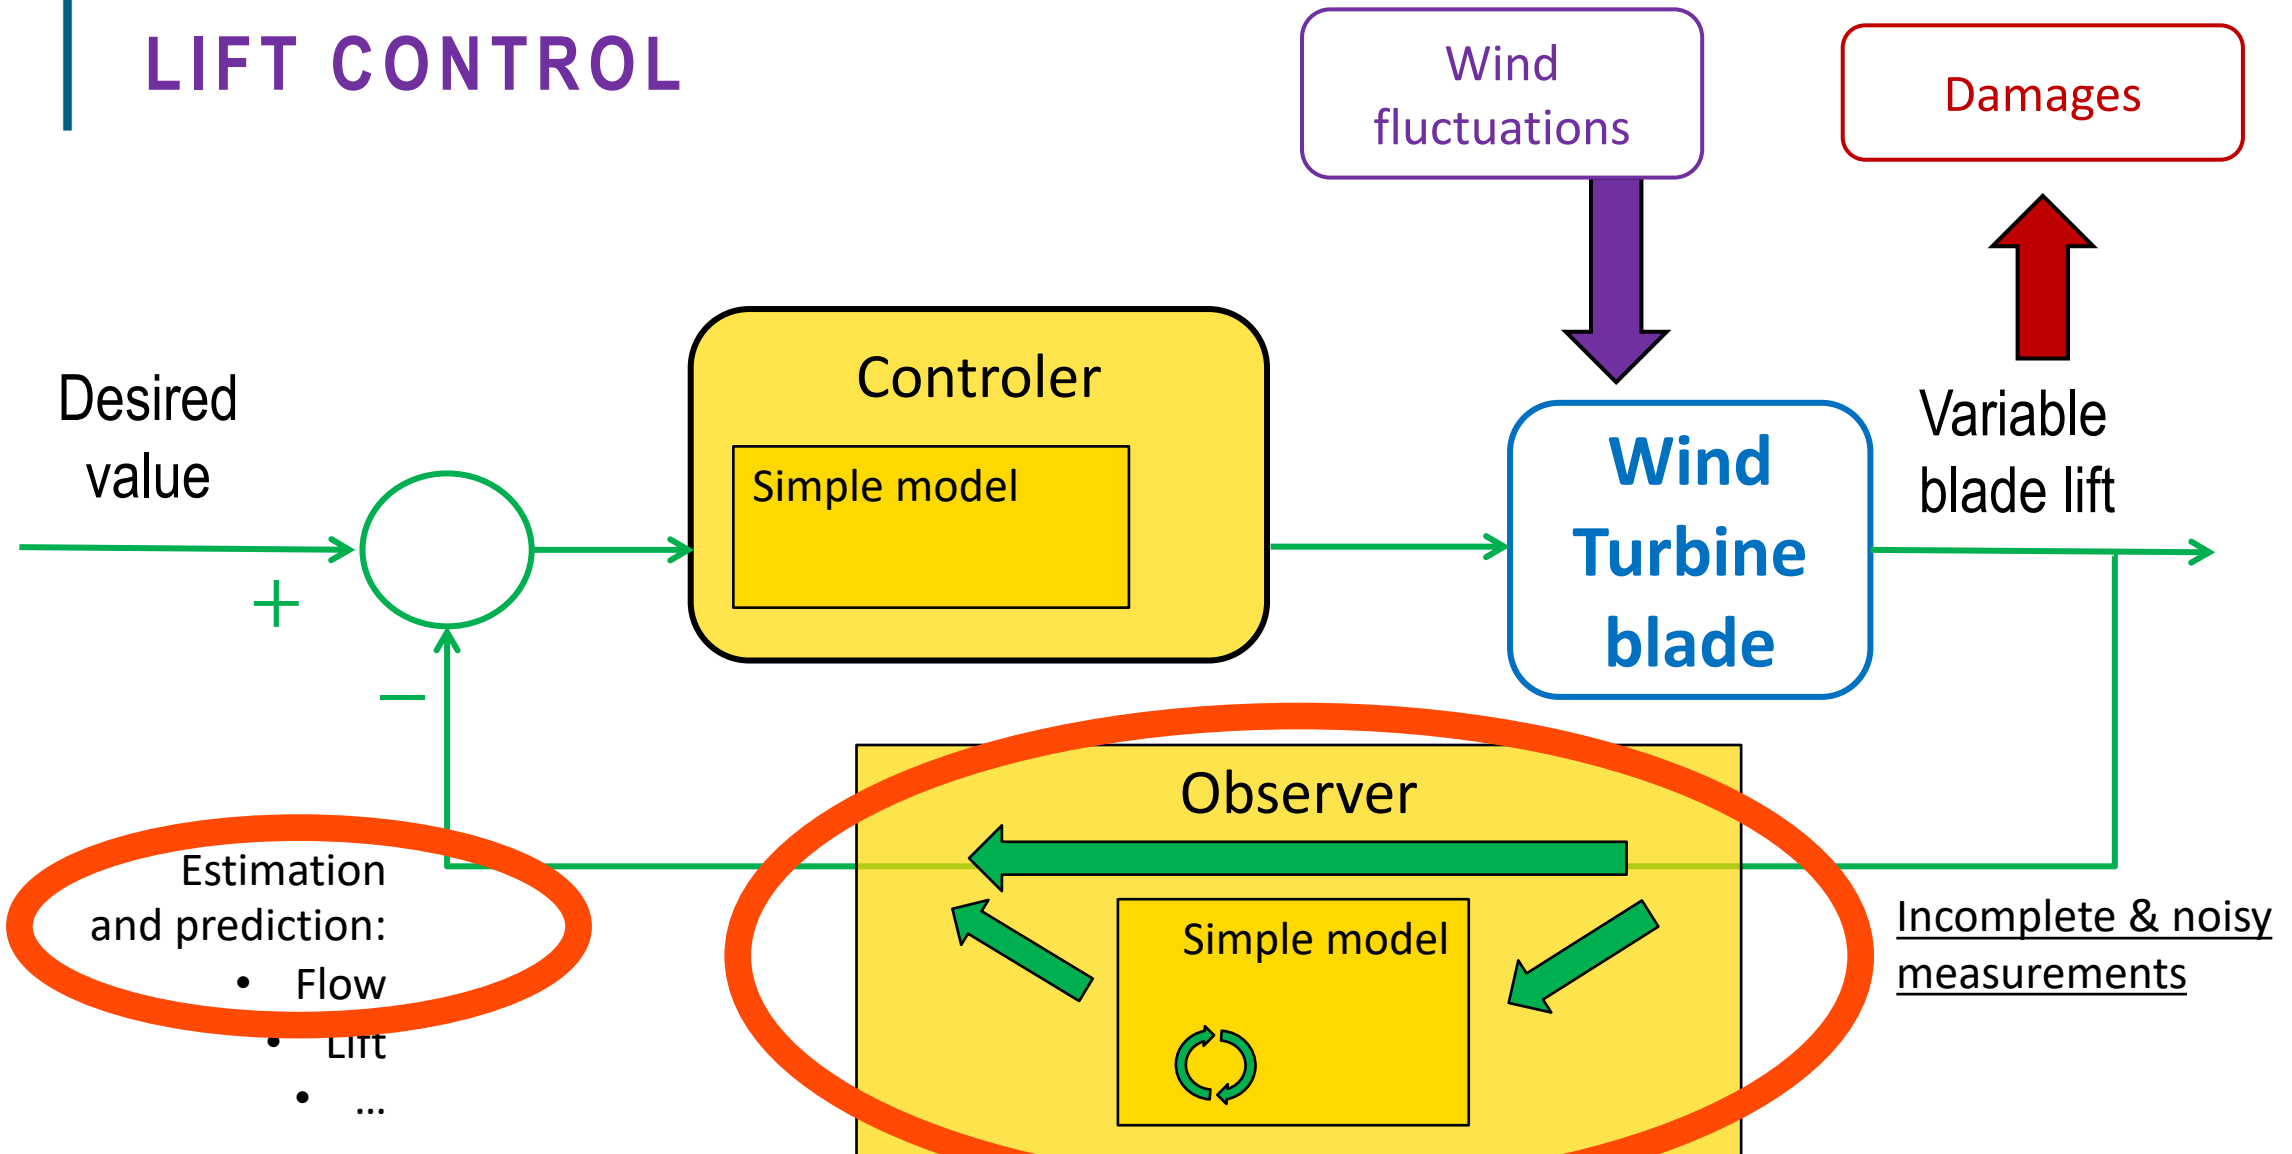 LIFT CONTROL
Wind
fluctuations
Damages
Desired
value
Controler
Simple model
Wind
Turbine
blade
Variable
blade lift
+
−
Observer
Simple model
Estimation
and prediction:
• Flow
• Lift
• ...
Incomplete & noisy
measurements